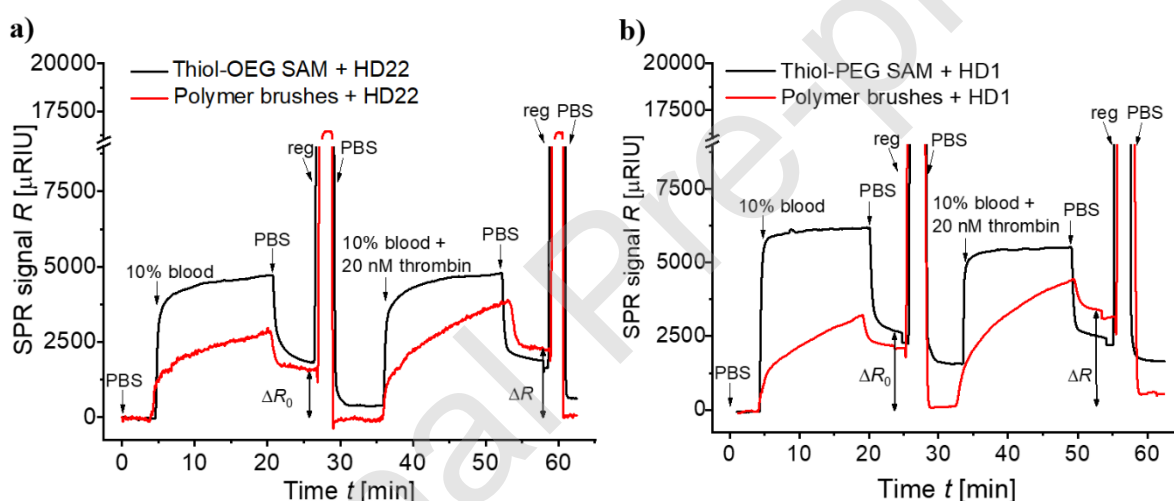 a)
20000
17500
7500
5000
2500
0
SPR signal R [µRIU]
Thiol-OEG SAM + HD22
Polymer brushes + HD22
reg
PBS
reg
PBS
PBS
10% blood
PBS
10% blood +
20 nM thrombin
PBS
ΔR₀
ΔR
0
10
20
30
40
50
60
Time t [min]
b)
20000
17500
7500
5000
2500
0
SPR signal R [µRIU]
Thiol-PEG SAM + HD1
Polymer brushes + HD1
reg
PBS
reg
PBS
PBS
10% blood
PBS
10% blood +
20 nM thrombin
PBS
ΔR₀
ΔR
0
10
20
30
40
50
60
Time t [min]
nal Pre-p